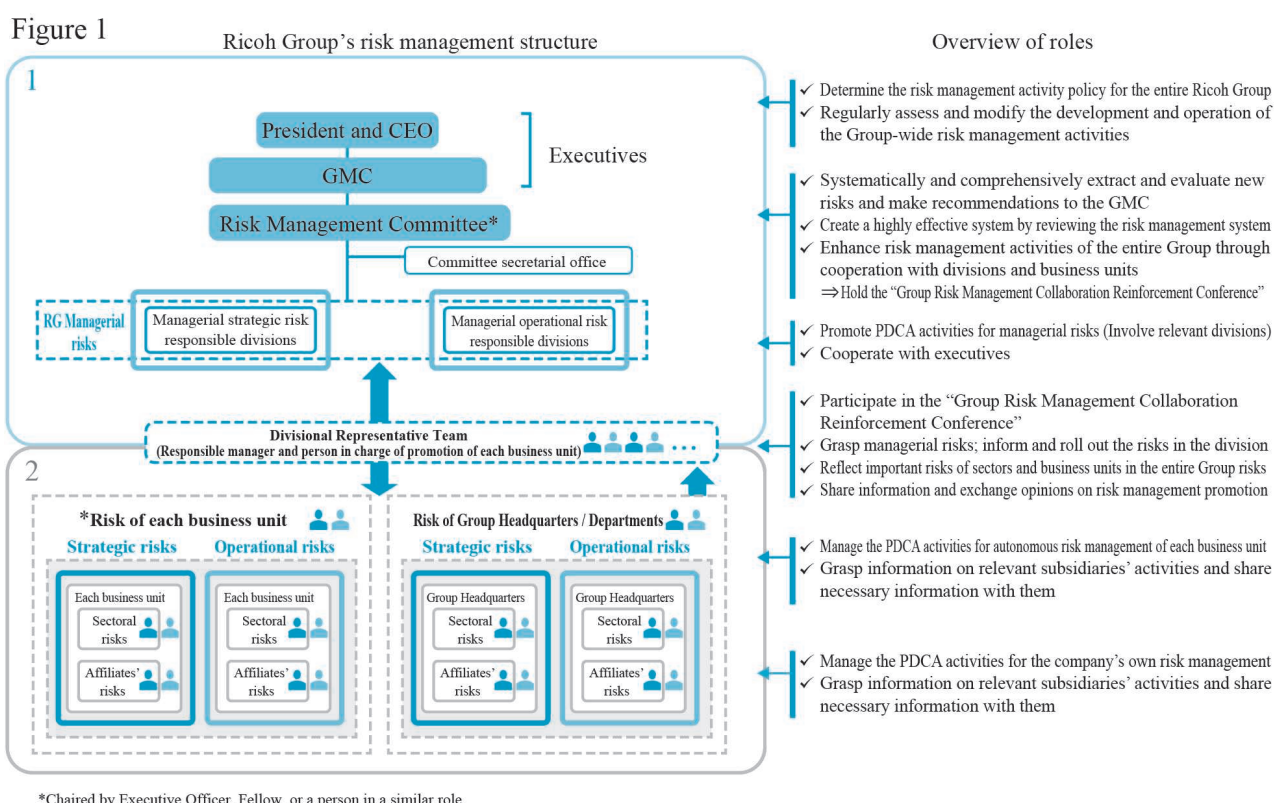 Figure 1
Ricoh Group's risk management structure
Overview of roles
1
President and CEO
GMC
Executives
Risk Management Committee*
Committee secretarial office
RG Managerial
risks
Managerial strategic risk
responsible divisions
Managerial operational risk
responsible divisions
Divisional Representative Team
(Responsible manager and person in charge of promotion of each business unit)
...
2
*Risk of each business unit
Strategic risks
Operational risks
Each business unit
Sectoral
risks
Affiliates'
risks
Each business unit
Sectoral
risks
Affiliates'
risks
Risk of Group Headquarters / Departments
Strategic risks
Operational risks
Group Headquarters
Sectoral
risks
Affiliates'
risks
Group Headquarters
Sectoral
risks
Affiliates'
risks
✓ Determine the risk management activity policy for the entire Ricoh Group
✓ Regularly assess and modify the development and operation of
the Group-wide risk management activities
✓ Systematically and comprehensively extract and evaluate new
risks and make recommendations to the GMC
✓ Create a highly effective system by reviewing the risk management system
✓ Enhance risk management activities of the entire Group through
cooperation with divisions and business units
⇒Hold the “Group Risk Management Collaboration Reinforcement Conference”
✓ Promote PDCA activities for managerial risks (Involve relevant divisions)
✓ Cooperate with executives
✓ Participate in the “Group Risk Management Collaboration
Reinforcement Conference”
✓ Grasp managerial risks; inform and roll out the risks in the division
✓ Reflect important risks of sectors and business units in the entire Group risks
✓ Share information and exchange opinions on risk management promotion
✓ Manage the PDCA activities for autonomous risk management of each business unit
✓ Grasp information on relevant subsidiaries' activities and share
necessary information with them
✓ Manage the PDCA activities for the company's own risk management
✓ Grasp information on relevant subsidiaries' activities and share
necessary information with them
*Chaired by Executive Officer, Fellow, or a person in a similar role